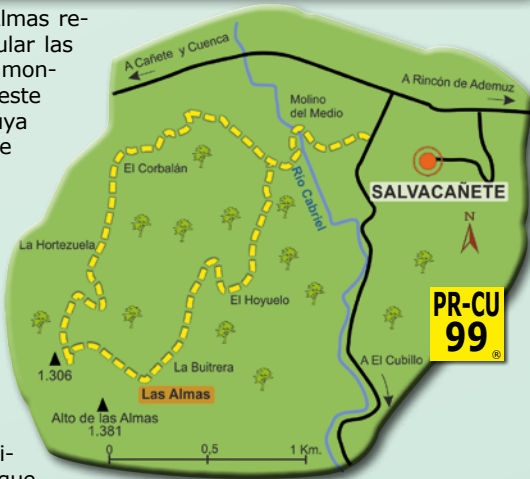 Almas re-
ular las
mon-
este
uya
e
A Cañete y Cuenca
A Rincón de Ademuz
Molino
del Medio
El Corbalán
Río Cabriel
SALVACAÑETE
N
La Hortezuela
El Hoyuelo
PR-CU
99
®
1.306
La Buitrera
A El Cubillo
Las Almas
Alto de las Almas
1.381
0
0,5
1 Km.
i-
que